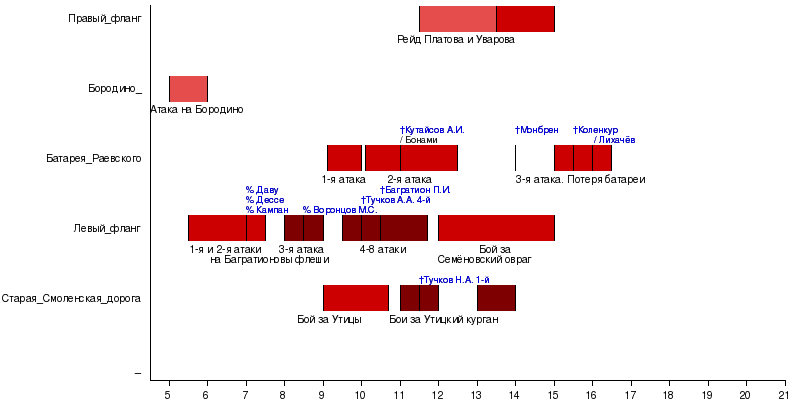 Правый_фланг
Рейд Платова и Уварова
Бородино_
Атака на Бородино
†Кутайсов А.И.
/ Бонами
†Монбрен
†Коленкур
/ Лихачёв
Батарея_Раевского
1-я атака
2-я атака
3-я атака. Потеря батареи
% Даву
% Дессе
% Кампан
% Воронцов М.С.
†Багратион П.И.
†Тучков А.А. 4-й
Левый_фланг
1-я и 2-я атаки
3-я атака
4-8 атаки
Бой за
на Багратионовы флеши
Семёновский овраг
†Тучков Н.А. 1-й
Старая_Смоленская_дорога
Бой за Утицы
Бои за Утицкий курган
_
5 6 7 8 9 10 11 12 13 14 15 16 17 18 19 20 21